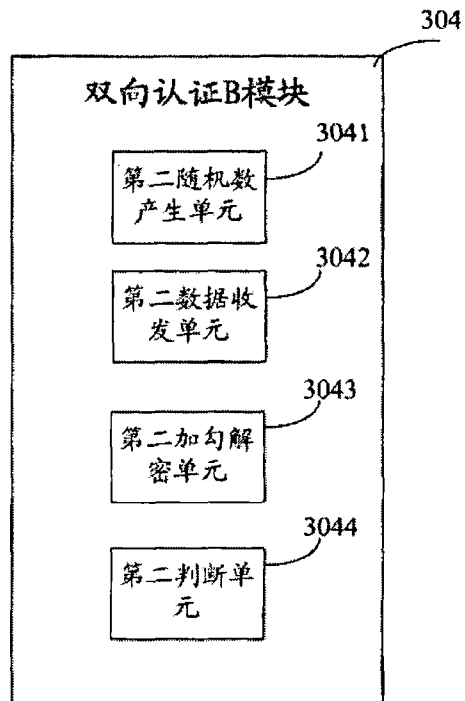 304
双向认证B模块
3041
第二随机数
产生单元
3042
第二数据收
发单元
3043
第二加勾解
密单元
3044
第二判断单
元